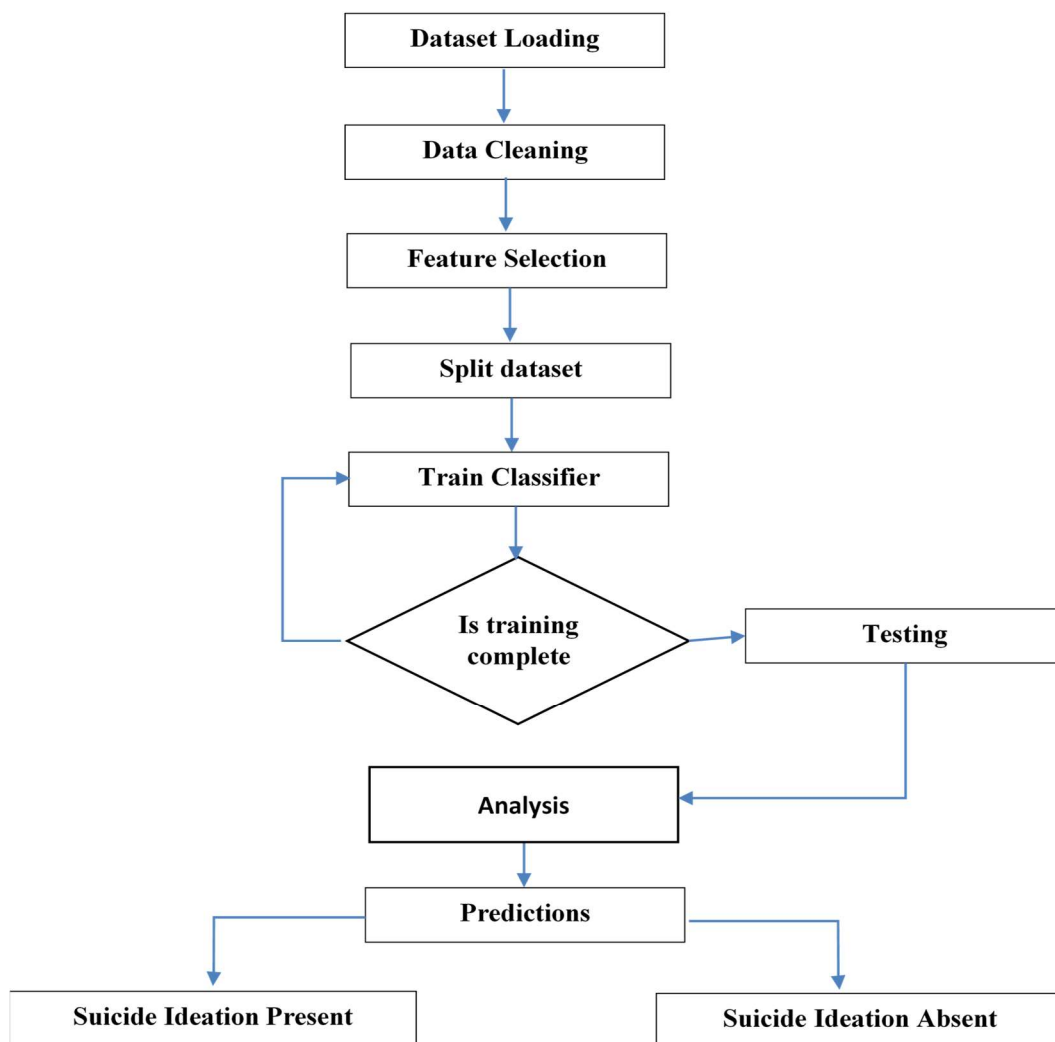 Dataset Loading
Data Cleaning
Feature Selection
Split dataset
Train Classifier
Is training
complete
Testing
Analysis
Predictions
Suicide Ideation Present
Suicide Ideation Absent